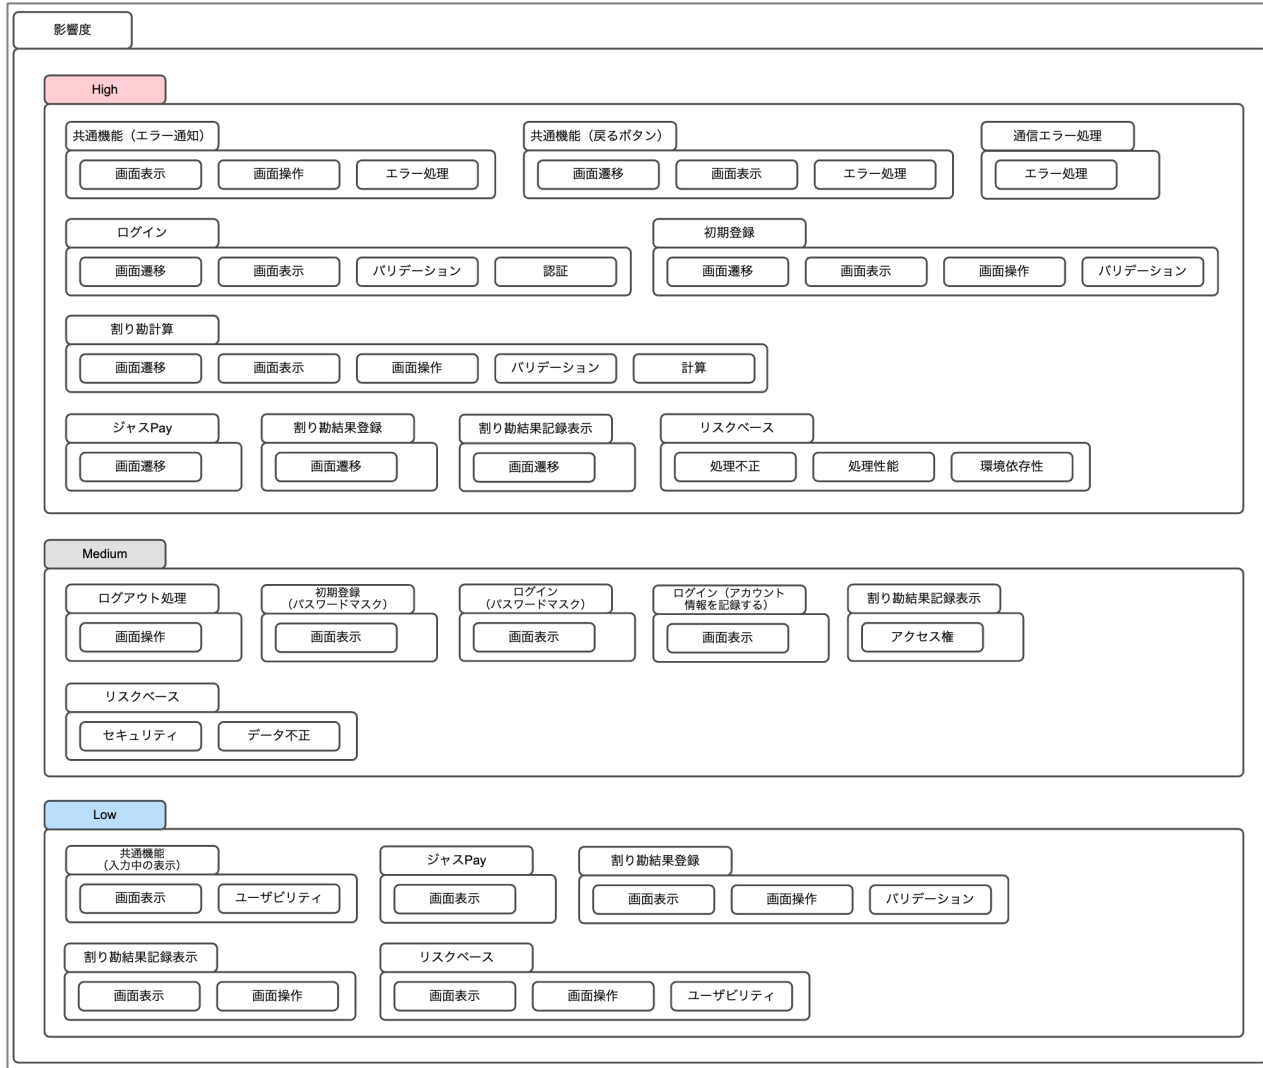 影響度
High
共通機能（エラー通知）
画面表示
画面操作
エラー処理
共通機能（戻るボタン）
画面遷移
画面表示
エラー処理
通信エラー処理
エラー処理
ログイン
画面遷移
画面表示
バリデーション
認証
初期登録
画面遷移
画面表示
画面操作
バリデーション
割り勘計算
画面遷移
画面表示
画面操作
バリデーション
計算
ジャスPay
画面遷移
割り勘結果登録
画面遷移
割り勘結果記録表示
画面遷移
リスクベース
処理不正
処理性能
環境依存性
Medium
ログアウト処理
画面操作
初期登録
（パスワードマスク）
画面表示
ログイン
（パスワードマスク）
画面表示
ログイン（アカウント
情報を記録する）
画面表示
割り勘結果記録表示
アクセス権
リスクベース
セキュリティ
データ不正
Low
共通機能
（入力中の表示）
画面表示
ユーザビリティ
ジャスPay
画面表示
割り勘結果登録
画面表示
画面操作
バリデーション
割り勘結果記録表示
画面表示
画面操作
リスクベース
画面表示
画面操作
ユーザビリティ